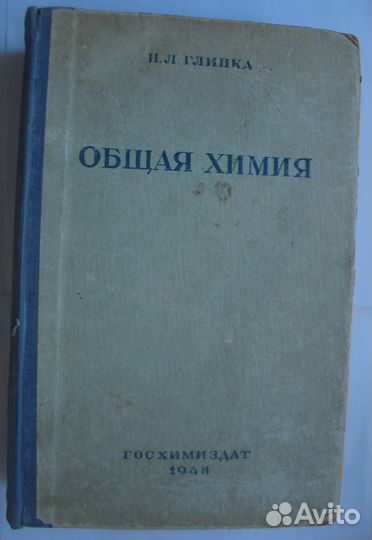 Н. Л. ГЛИНКА
ОБЩАЯ ХИМИЯ
ГОСХИМИЗДАТ
1948
Avito